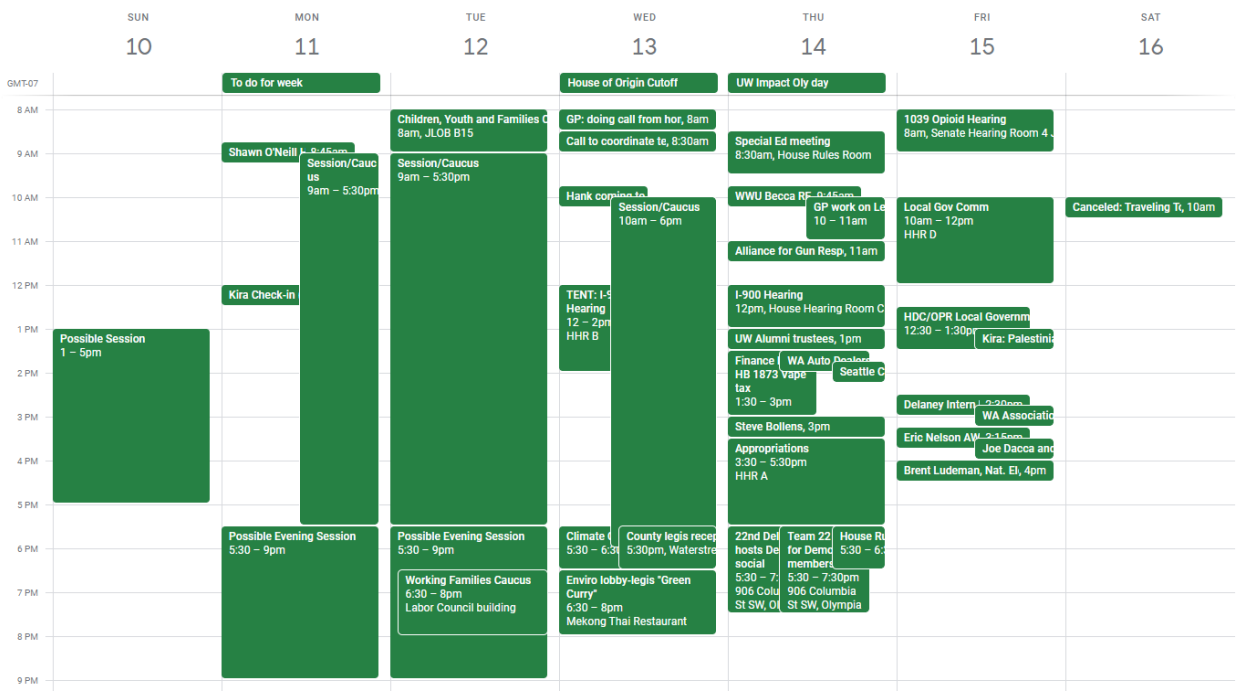 SUN
MON
TUE
WED
THU
FRI
SAT
10
11
12
13
14
15
16
GMT-07
To do for week
House of Origin Cutoff
UW Impact Oly day
8 AM
9 AM
10 AM
11 AM
12 PM
1 PM
2 PM
3 PM
4 PM
5 PM
6 PM
7 PM
8 PM
9 PM
Possible Session
1 – 5pm
Shawn O'Neill 8:45am
Session/Cauc
us
9am – 5:30pm
Kira Check-in
Possible Evening Session
5:30 – 9pm
Children, Youth and Families C
8am, JLOB B15
Session/Caucus
9am – 5:30pm
Possible Evening Session
5:30 – 9pm
Working Families Caucus
6:30 – 8pm
Labor Council building
GP: doing call from hor, 8am
Call to coordinate te, 8:30am
Hank coming to
Session/Caucus
10am – 6pm
TENT: I-9
Hearing
12 – 2pm
HHR B
Climate
5:30 – 6:3
County legis recep
5:30pm, Waterstre
Enviro lobby-legis "Green
Curry"
6:30 – 8pm
Mekong Thai Restaurant
Special Ed meeting
8:30am, House Rules Room
WWU Becca RE, 9:45am
GP work on Le
10 – 11am
Alliance for Gun Resp, 11am
I-900 Hearing
12pm, House Hearing Room C
UW Alumni trustees, 1pm
Finance
HB 1873 Vape
tax
1:30 – 3pm
WA Auto Dealers
Seattle C
Steve Bollens, 3pm
Appropriations
3:30 – 5:30pm
HHR A
22nd Del
hosts De
social
5:30 – 7:
906 Colu
St SW, Ol
Team 22
for Demo
members
5:30 – 7:30pm
906 Columbia
St SW, Olympia
House Ru
5:30 – 6:3
1039 Opioid Hearing
8am, Senate Hearing Room 4
Local Gov Comm
10am – 12pm
HHR D
HDC/OPR Local Governm
12:30 – 1:30p
Kira: Palestinia
Delaney Intern 2:30pm
WA Associatio
Eric Nelson AW, 3:15pm
Joe Dacca and
Brent Ludeman, Nat. El, 4pm
Canceled: Traveling To, 10am